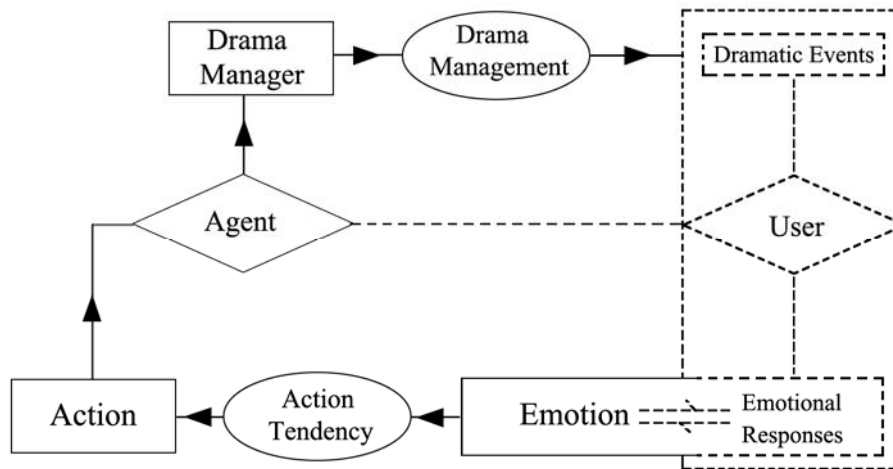 Drama
Manager
Drama
Management
Dramatic Events
Agent
User
Action
Action
Tendency
Emotion
Emotional
Responses